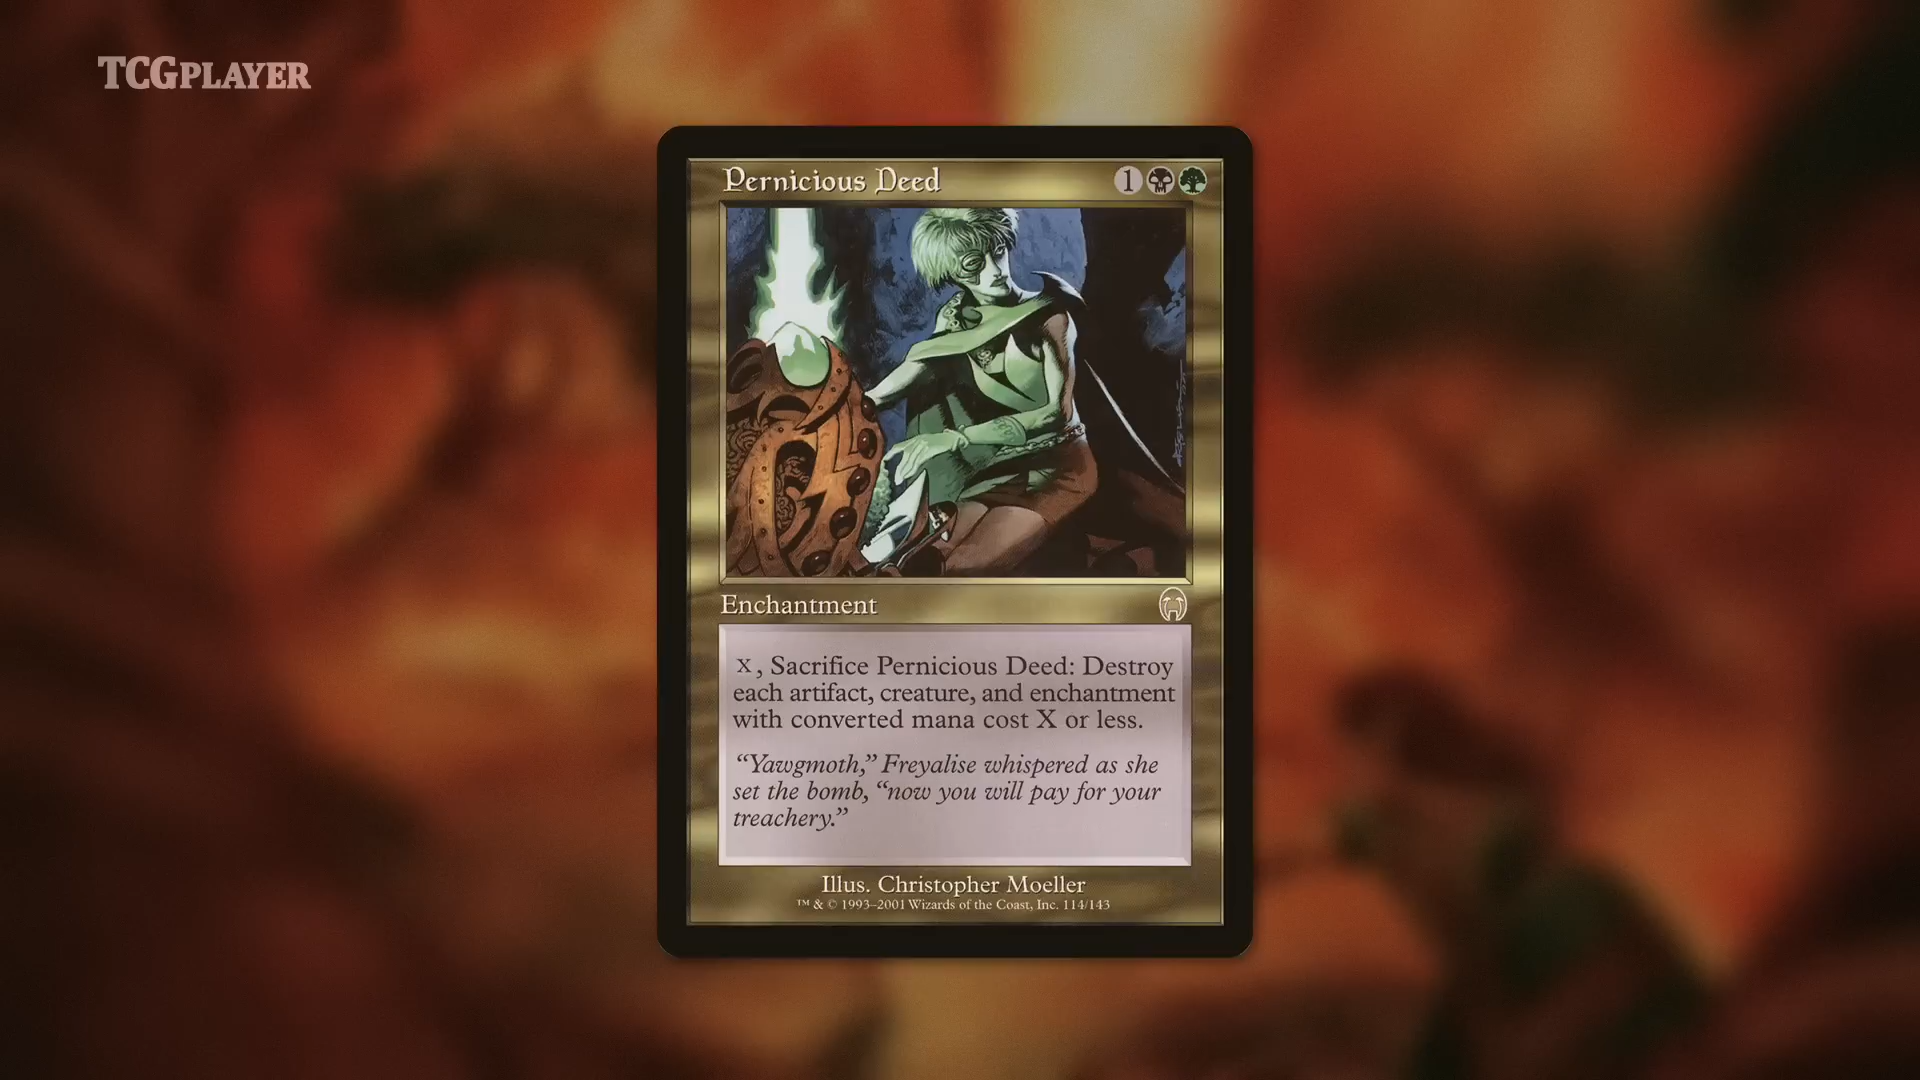 TCGPLAYER
Pernicious Deed 1
Enchantment
X, Sacrifice Pernicious Deed: Destroy
each artifact, creature, and enchantment
with converted mana cost X or less.
“Yawgmoth,” Freyalise whispered as she
set the bomb, “now you will pay for your
treachery.”
Illus. Christopher Moeller
™ & © 1993–2001 Wizards of the Coast, Inc. 114/143